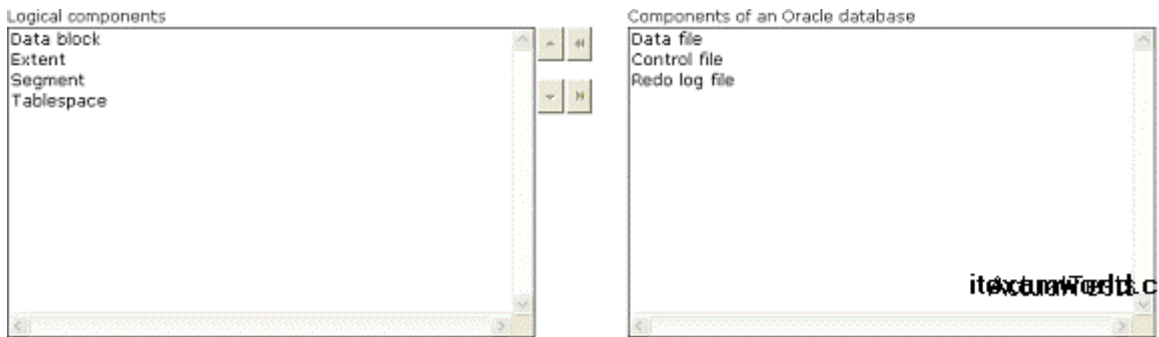 Logical components
Data block
Extent
Segment
Tablespace
Components of an Oracle database
Data file
Control file
Redo log file